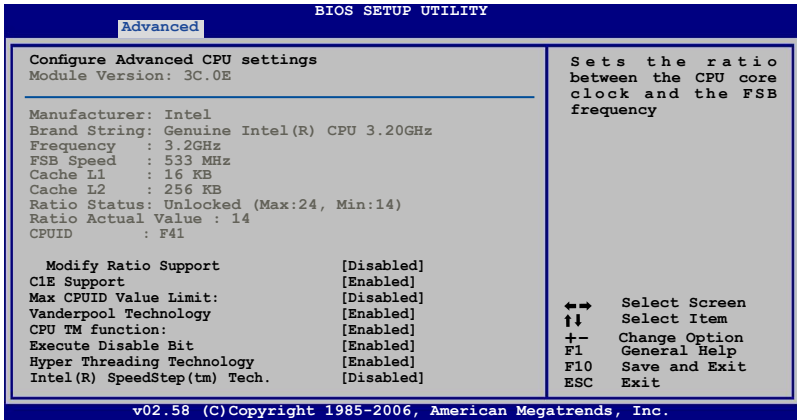 BIOS SETUP UTILITY
Advanced
Configure Advanced CPU settings
Module Version: 3C.0E
Manufacturer: Intel
Brand String: Genuine Intel(R) CPU 3.20GHz
Frequency : 3.2GHz
FSB Speed : 533 MHz
Cache L1 : 16 KB
Cache L2 : 256 KB
Ratio Status: Unlocked (Max:24, Min:14)
Ratio Actual Value : 14
CPUID : F41
Modify Ratio Support [Disabled]
C1E Support [Enabled]
Max CPUID Value Limit: [Disabled]
Vanderpool Technology [Enabled]
CPU TM function: [Enabled]
Execute Disable Bit [Enabled]
Hyper Threading Technology [Enabled]
Intel(R) SpeedStep(tm) Tech. [Disabled]
Sets the ratio
between the CPU core
clock and the FSB
frequency
←→ Select Screen
↑↓ Select Item
+- Change Option
F1 General Help
F10 Save and Exit
ESC Exit
v02.58 (C)Copyright 1985-2006, American Megatrends, Inc.